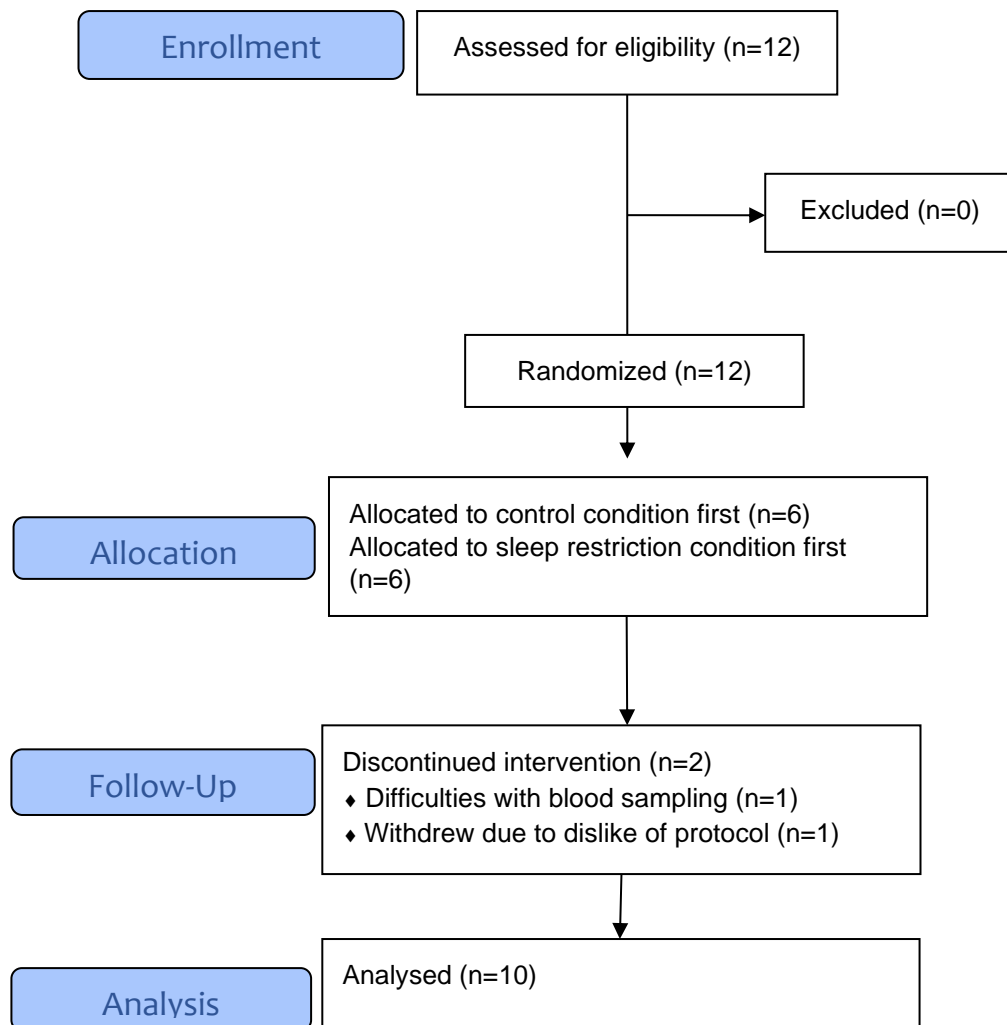 Enrollment
Assessed for eligibility (n=12)
Excluded (n=0)
Randomized (n=12)
Allocation
Allocated to control condition first (n=6)
Allocated to sleep restriction condition first
(n=6)
Follow-Up
Discontinued intervention (n=2)
♦ Difficulties with blood sampling (n=1)
♦ Withdrew due to dislike of protocol (n=1)
Analysis
Analysed (n=10)